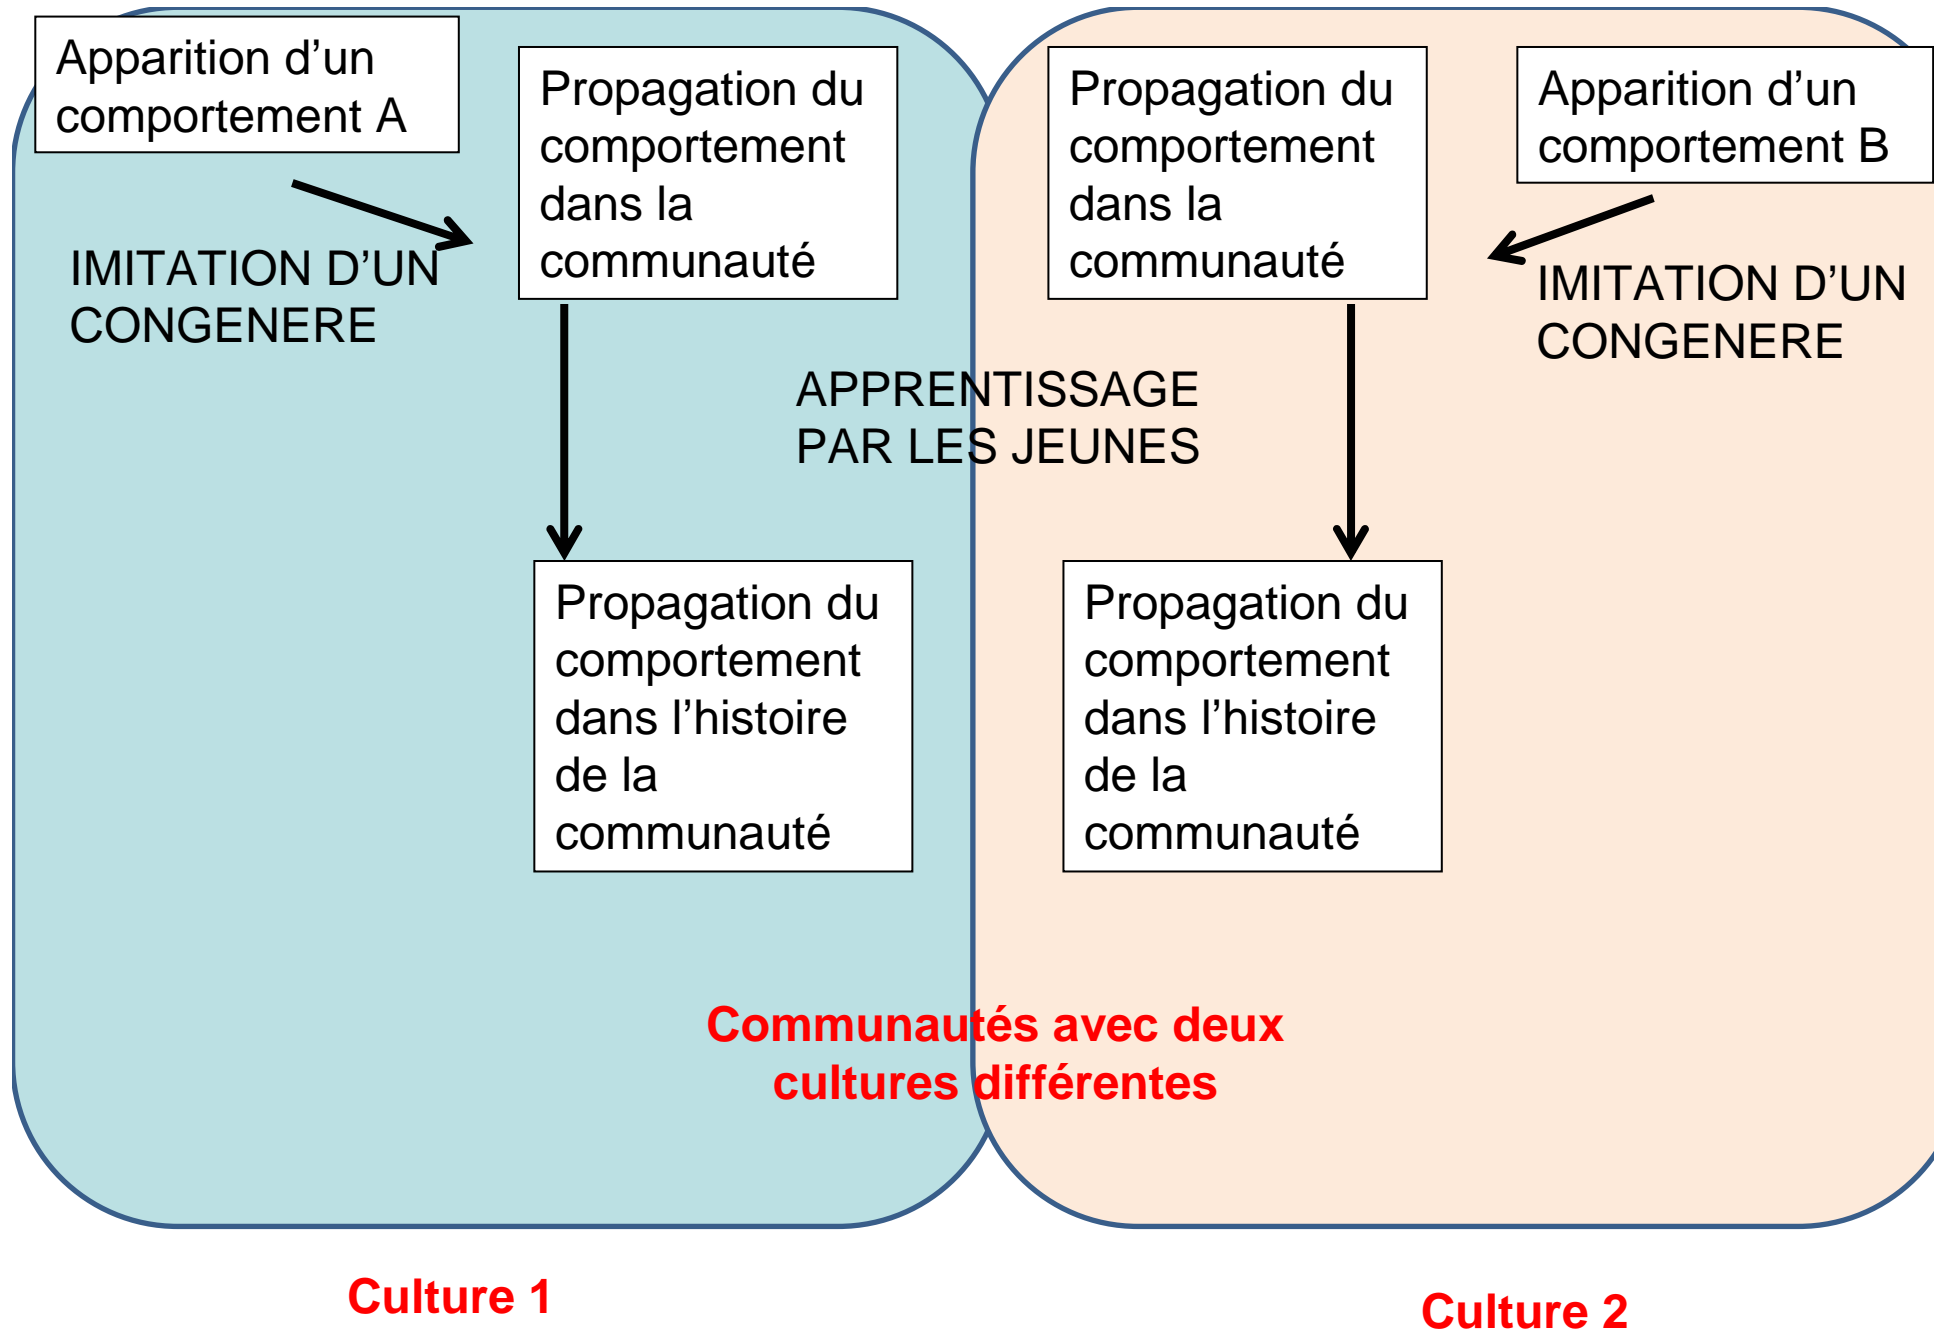 Apparition d’un
comportement A
Propagation du
comportement
dans la
communauté
IMITATION D’UN
CONGENERE
Propagation du
comportement
dans la
communauté
Apparition d’un
comportement B
IMITATION D’UN
CONGENERE
APPRENTISSAGE
PAR LES JEUNES
Propagation du
comportement
dans l’histoire
de la
communauté
Propagation du
comportement
dans l’histoire
de la
communauté
Communautés avec deux
cultures différentes
Culture 1
Culture 2